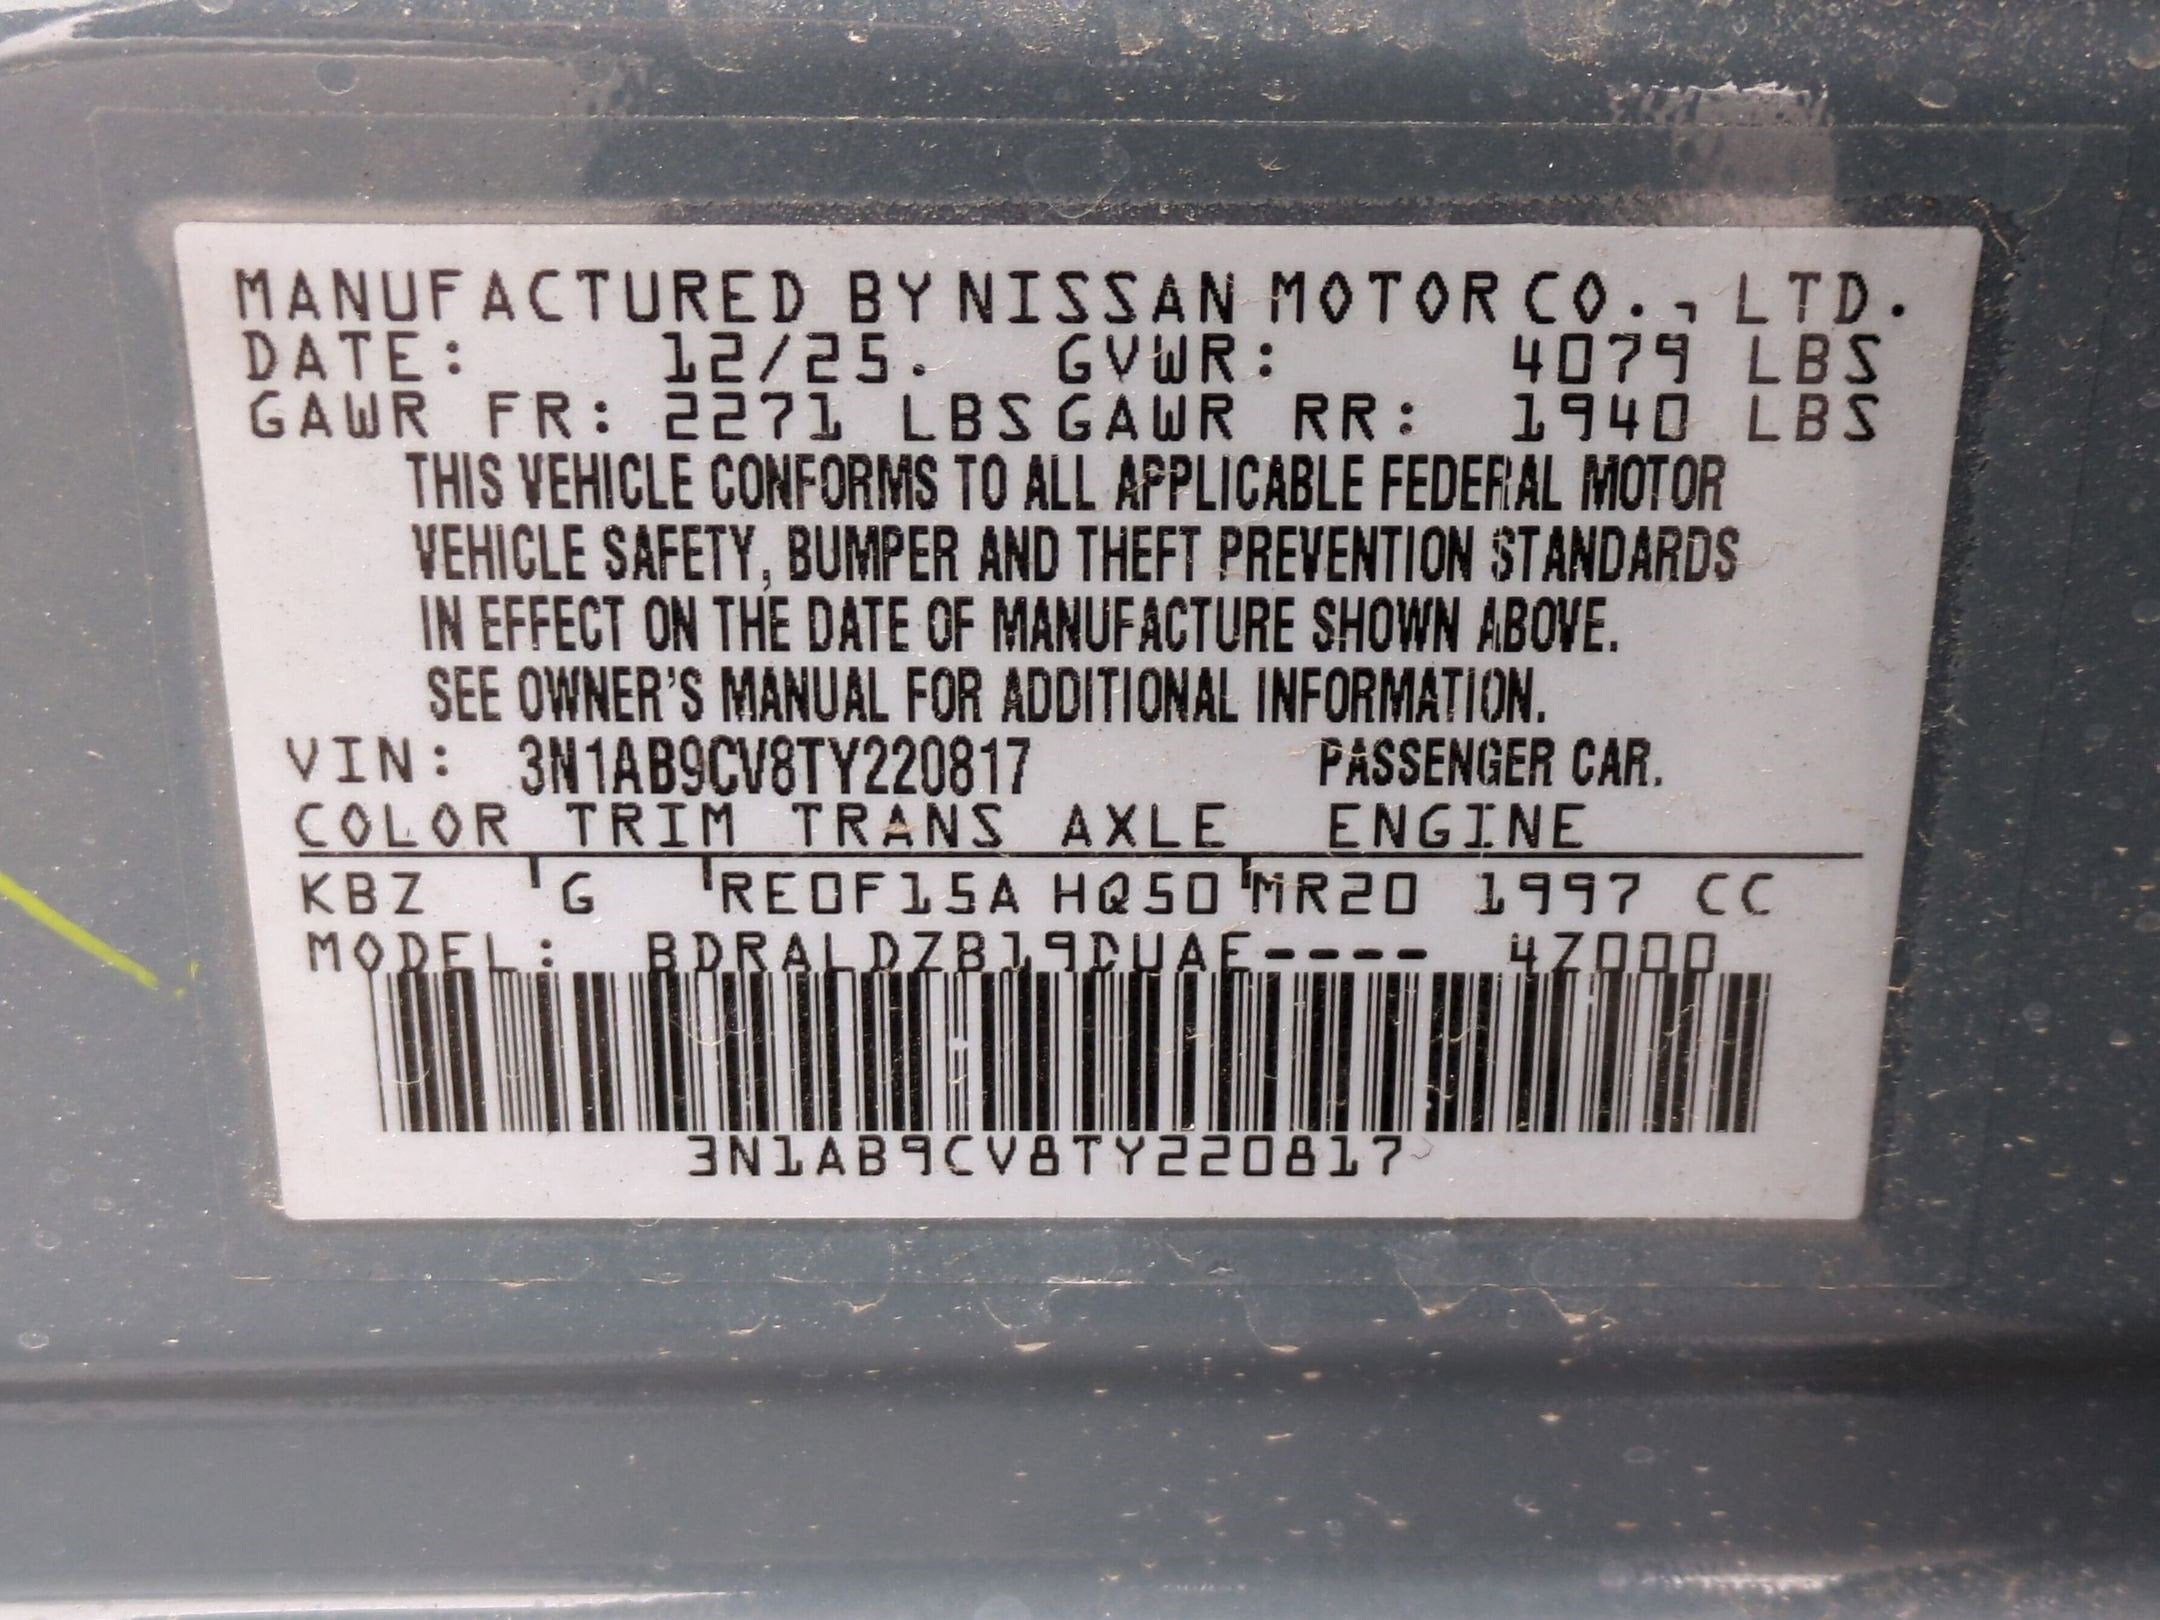 MANUFACTURED BY NISSAN MOTOR CO., LTD.
DATE: 12/25. GVWR: 4079 LBS
GAWR FR: 2271 LBS GAWR RR: 1940 LBS
THIS VEHICLE CONFORMS TO ALL APPLICABLE FEDERAL MOTOR
VEHICLE SAFETY, BUMPER AND THEFT PREVENTION STANDARDS
IN EFFECT ON THE DATE OF MANUFACTURE SHOWN ABOVE.
SEE OWNER'S MANUAL FOR ADDITIONAL INFORMATION.
VIN: 3N1AB9CV8TY220817 PASSENGER CAR.
COLOR TRIM TRANS AXLE ENGINE
KBZ G RE0F15A HQ50 MR20 1997 CC
MODEL: BDRALDZB19DUAE---- 4Z000
3N1AB9CV8TY220817